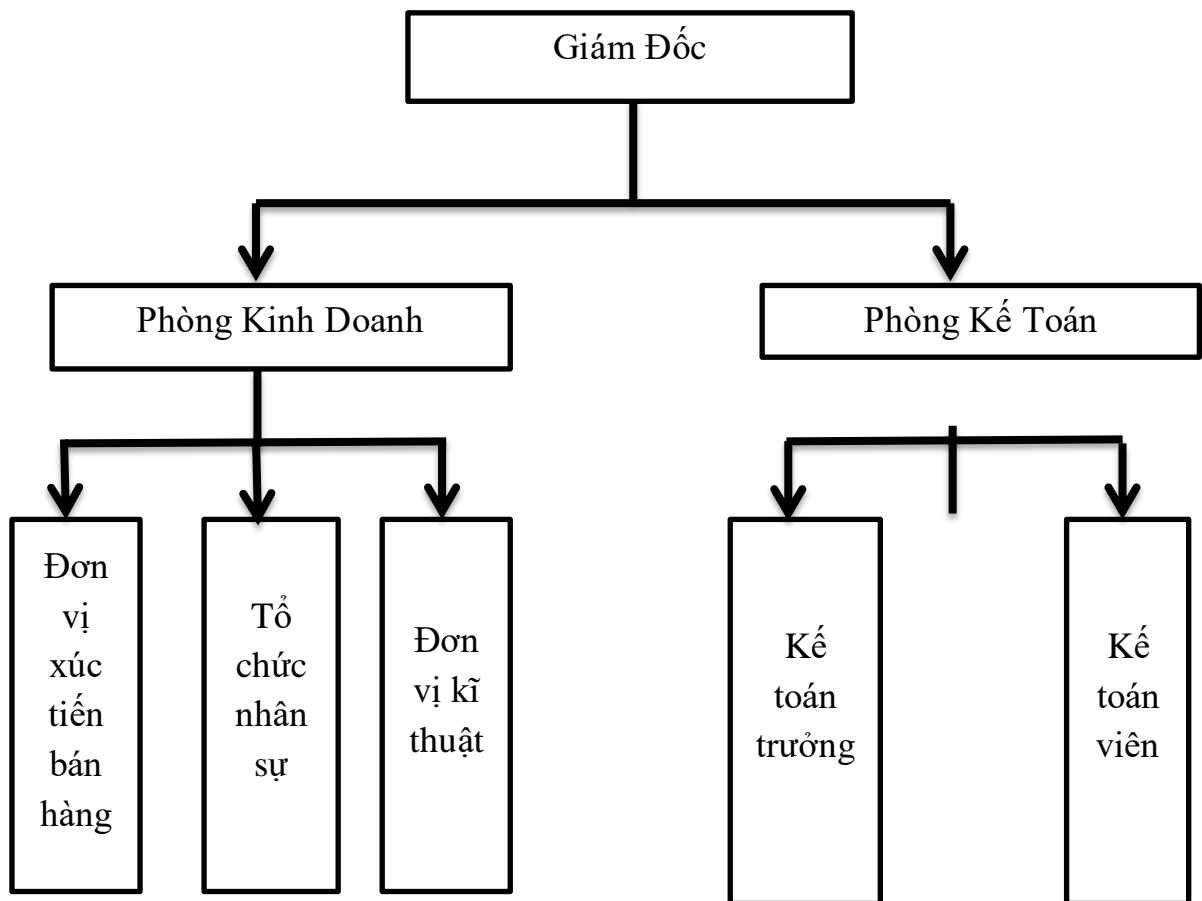 Giám Đốc
Phòng Kinh Doanh
Phòng Kế Toán
Đơn
vị
xúc
tiến
bán
hàng
Tổ
chức
nhân
sự
Đơn
vị kĩ
thuật
Kế
toán
trưởng
Kế
toán
viên